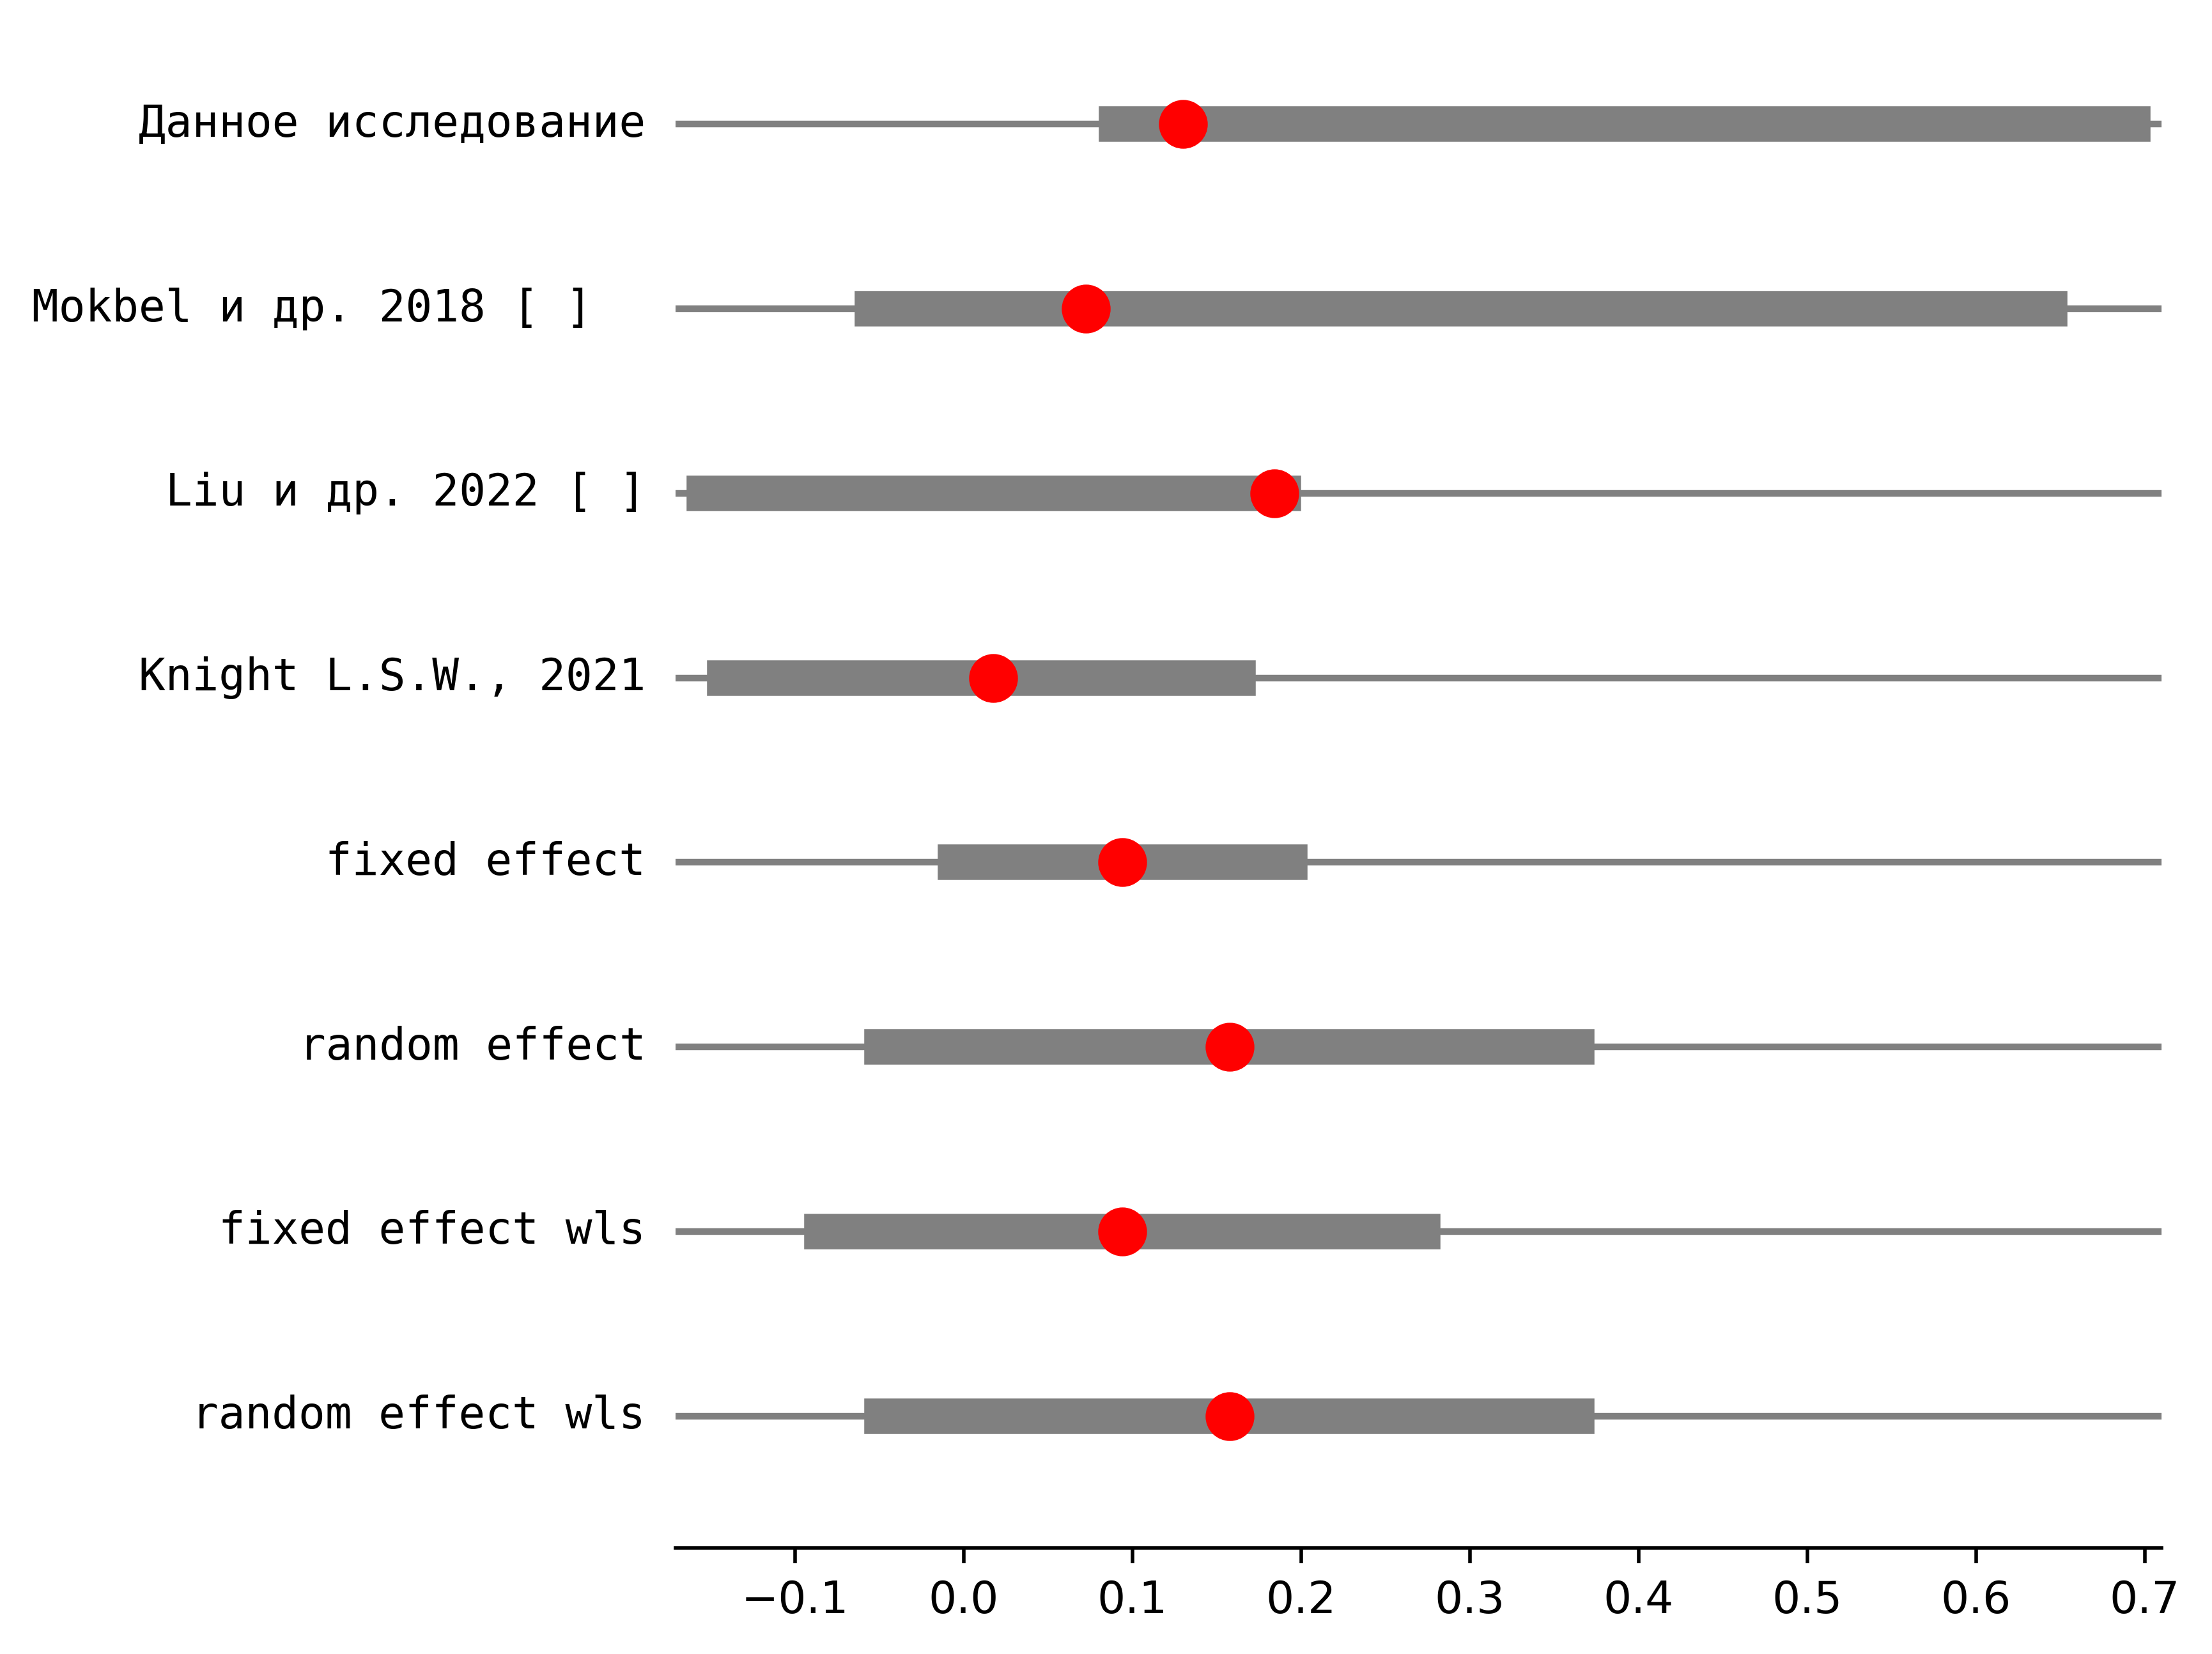 Данное исследование
Mokbel и др. 2018 [ ]
Liu и др. 2022 [ ]
Knight L.S.W., 2021
fixed effect
random effect
fixed effect wls
random effect wls
−0.1 0.0 0.1 0.2 0.3 0.4 0.5 0.6 0.7